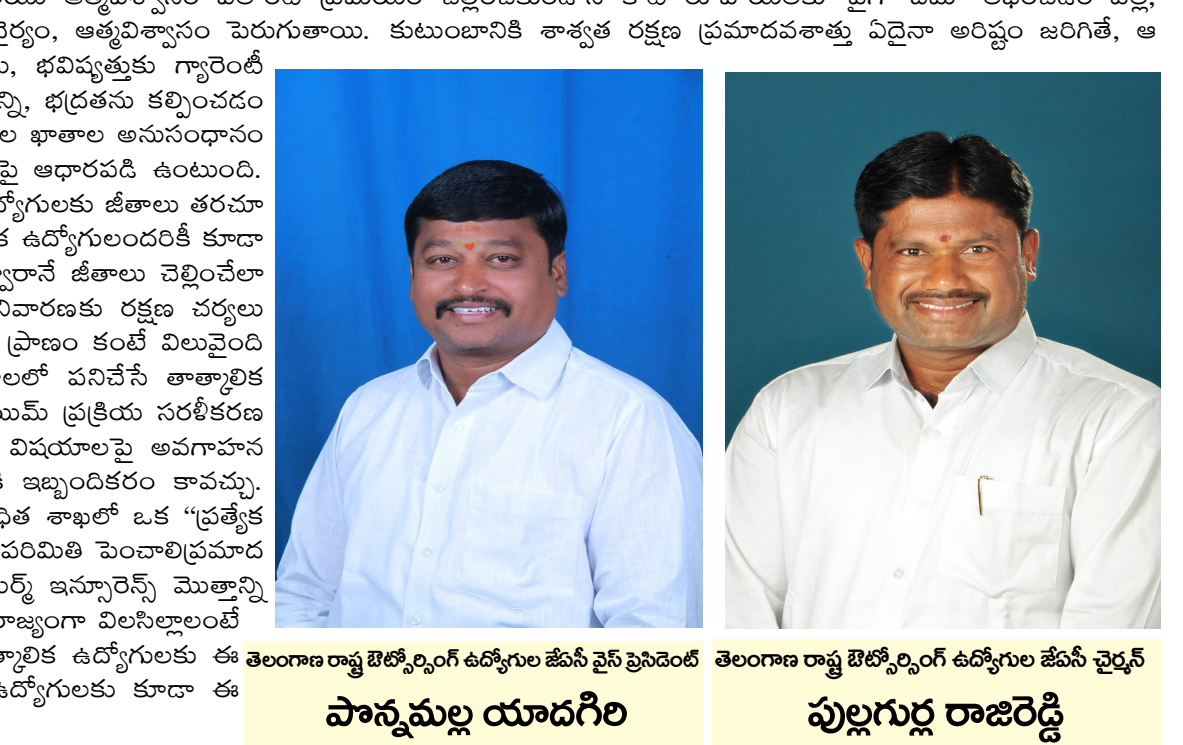 ధైర్యం, ఆత్మవిశ్వాసం పెరుగుతాయి. కుటుంబానికి శాశ్వత రక్షణ ప్రమాదవశాత్తు ఏదైనా అరిష్టం జరిగితే, ఆ
భవిష్యత్తుకు గ్యారెంటీ
భద్రతను కల్పించడం
ఖాతాల అనుసంధానం
పై ఆధారపడి ఉంటుంది.
జీతాలు తరచూ
ఉద్యోగులందరికీ కూడా
జీతాలు చెల్లించేలా
నివారణకు రక్షణ చర్యలు
ప్రాణం కంటే విలువైంది
పనిచేసే తాత్కాలిక
ప్రక్రియ సరళీకరణ
విషయాలపై అవగాహన
ఇబ్బందికరం కావచ్చు.
శాఖలో ఒక “ప్రత్యేక
పరిమితి పెంచాలిప్రమాద
ఇన్సూరెన్స్ మొత్తాన్ని
విలసిల్లాలంటే
ఉద్యోగులకు ఈ
ఉద్యోగులకు కూడా ఈ
తెలంగాణ రాష్ట్ర ఔట్సోర్సింగ్ ఉద్యోగుల జేఏసీ వైస్ ప్రెసిడెంట్
పొన్నమల్ల యాదగిరి
తెలంగాణ రాష్ట్ర ఔట్సోర్సింగ్ ఉద్యోగుల జేఏసీ చైర్మన్
పుల్లగుర్ల రాజిరెడ్డి